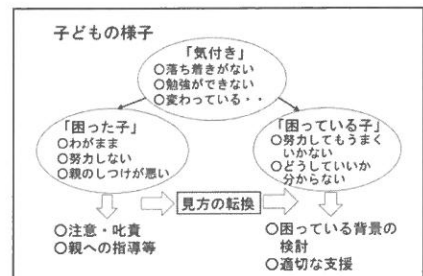 子どもの様子
「気付き」
○落ち着きがない
○勉強ができない
○変わっている・・
「困った子」
○わがまま
○努力しない
○親のしつけが悪い
「困っている子」
○努力してもうまく
いかない
○どうしていいか
分からない
見方の転換
○注意・叱責
○親への指導等
○困っている背景の
検討
○適切な支援